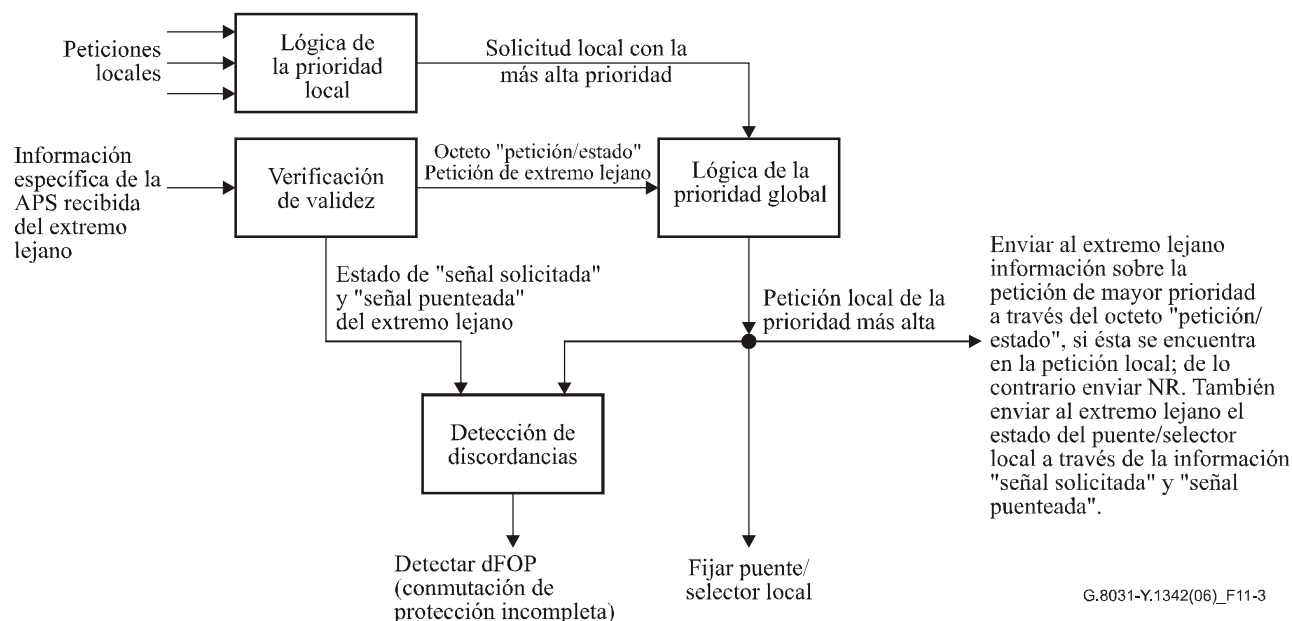 Peticiones
locales
Lógica de
la prioridad
local
Solicitud local con la
más alta prioridad
Información
específica de la
APS recibida
del extremo
lejano
Verificación
de validez
Octeto "petición/estado"
Petición de extremo lejano
Lógica de la
prioridad global
Estado de "señal solicitada"
y "señal puenteada"
del extremo lejano
Petición local de la
prioridad más alta
Enviar al extremo lejano
información sobre la
petición de mayor prioridad
a través del octeto "petición/
estado", si ésta se encuentra
en la petición local; de lo
contrario enviar NR. También
enviar al extremo lejano el
estado del puente/selector
local a través de la información
"señal solicitada" y "señal
puenteada".
Detección de
discordancias
Detectar dFOP
(conmutación de
protección incompleta)
Fijar puente/
selector local
G.8031-Y.1342(06)_F11-3